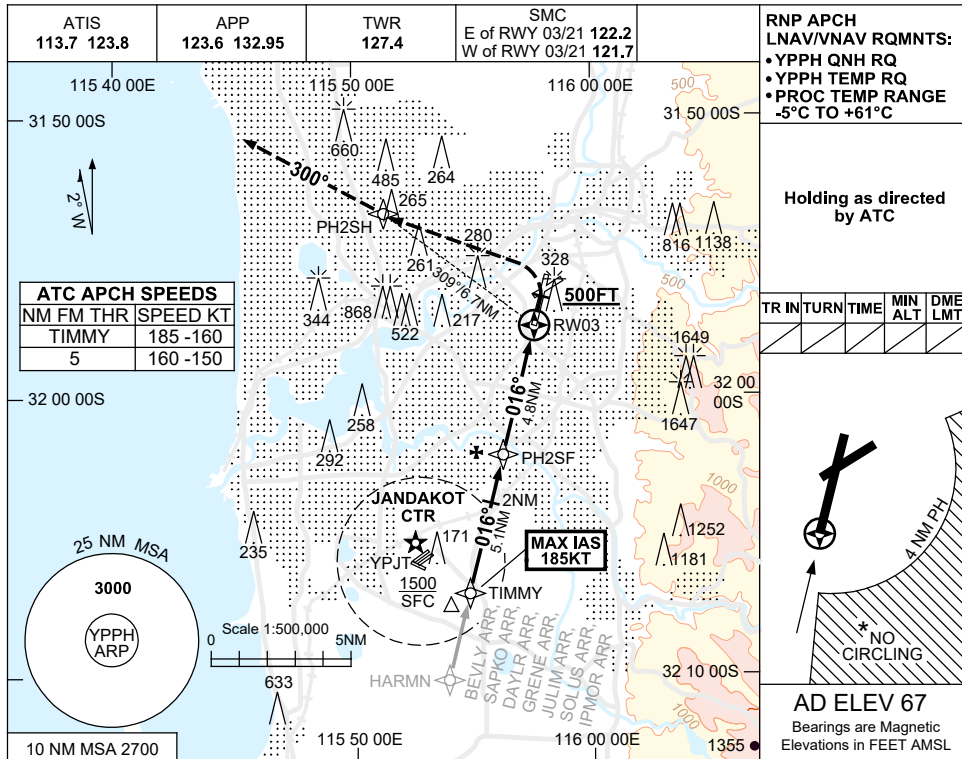 ATIS
113.7 123.8
APP
123.6 132.95
TWR
127.4
SMC
E of RWY 03/21 122.2
W of RWY 03/21 121.7
RNP APCH
LNAV/VNAV RQMNTS:
• YPPH QNH RQ
• YPPH TEMP RQ
• PROC TEMP RANGE
-5°C TO +61°C
Holding as directed
by ATC
TR IN
TURN
TIME
MIN
ALT
DME
LMT
115 40 00E
115 50 00E
116 00 00E
500
31 50 00S
31 50 00S
2° W
660
485
264
300°
265
PH2SH
261
280
309°/6.7NM
328
500FT
RW03
816
1138
500
344
868
522
217
ATC APCH SPEEDS
NM FM THR
SPEED KT
TIMMY
185 -160
5
160 -150
1649
1647
32 00 00S
32 00
00S
016°
4.8NM
258
292
PH2SF
2NM
1000
JANDAKOT
CTR
016°
5.1NM
171
YPJT
1500
SFC
235
MAX IAS
185KT
1252
1181
TIMMY
4 NM PH
* NO
CIRCLING
25 NM MSA
3000
YPPH
ARP
Scale 1:500,000
0
5NM
HARMN
BEVLY ARR,
SAPKO ARR,
DAYLR ARR,
GRENE ARR,
JULIM ARR,
SOLUS ARR,
IPMOR ARR
32 10 00S
633
1000
10 NM MSA 2700
115 50 00E
116 00 00E
1355
AD ELEV 67
Bearings are Magnetic
Elevations in FEET AMSL